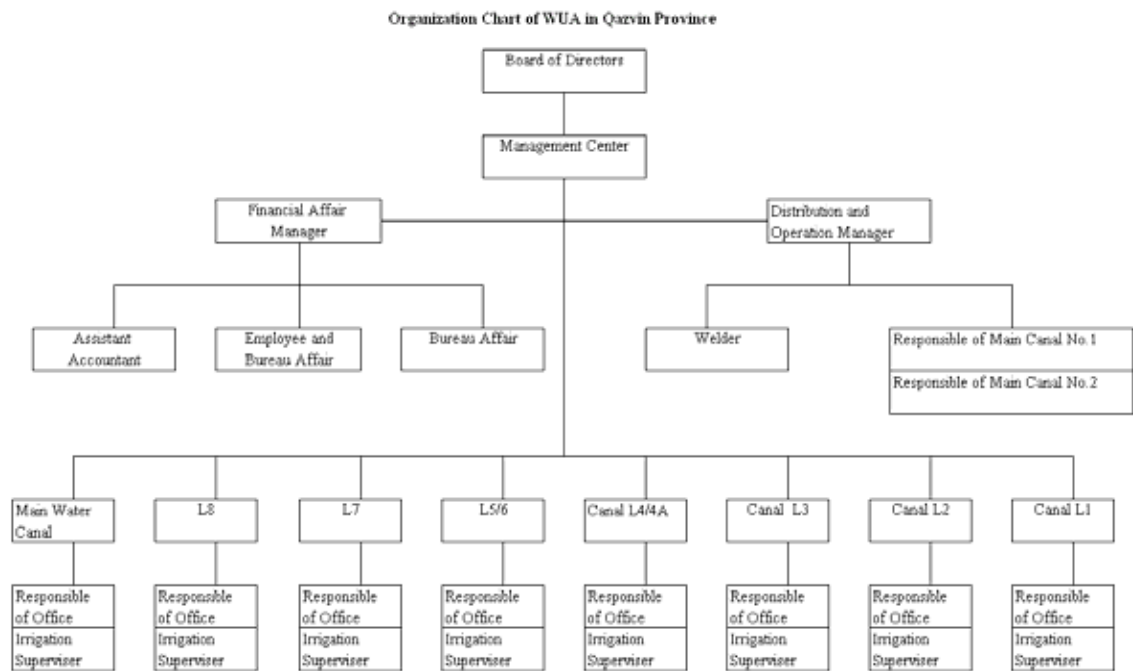 Organization Chart of WUA in Qazvin Province
Board of Directors
Management Center
Financial Affair
Manager
Distribution and
Operation Manager
Assistant
Accountant
Employee and
Bureau Affair
Bureau Affair
Welder
Responsible of Main Canal No.1
Responsible of Main Canal No.2
Main Water
Canal
L8
L7
L5/6
Canal L4/4A
Canal L3
Canal L2
Canal L1
Responsible
of Office
Irrigation
Superviser
Responsible
of Office
Irrigation
Superviser
Responsible
of Office
Irrigation
Superviser
Responsible
of Office
Irrigation
Superviser
Responsible
of Office
Irrigation
Superviser
Responsible
of Office
Irrigation
Superviser
Responsible
of Office
Irrigation
Superviser
Responsible
of Office
Irrigation
Superviser